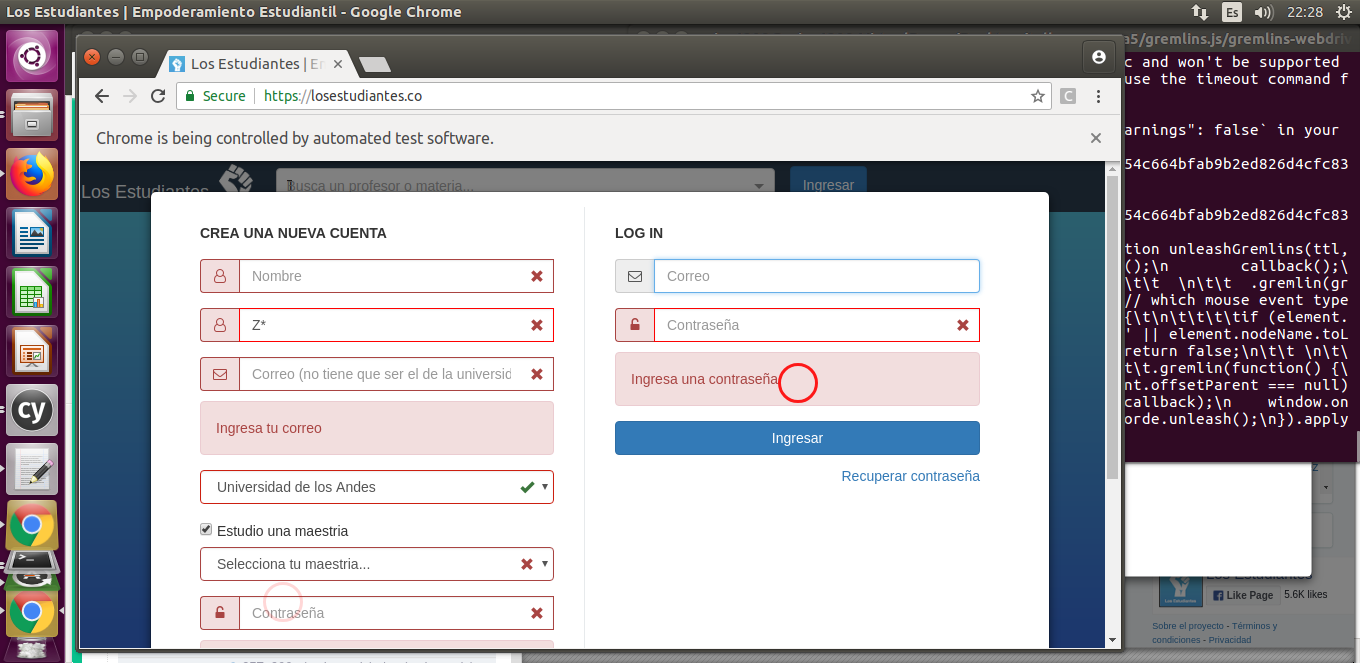 Los Estudiantes | Empoderamiento Estudiantil - Google Chrome
Es
22:28
a5/gremlins.js/gremlins-webdriv
Los Estudiantes | E
Secure
https://losestudiantes.co
C
Chrome is being controlled by automated test software.
Los Estudiantes
Busca un profesor o materia...
Ingresar
CREA UNA NUEVA CUENTA
Nombre
Z*
Correo (no tiene que ser el de la universid
Ingresa tu correo
Universidad de los Andes
Estudio una maestria
Selecciona tu maestria...
Contraseña
LOG IN
Correo
Contraseña
Ingresa una contraseña
Ingresar
Recuperar contraseña
c and won't be supported
use the timeout command f
arnings": false` in your
54c664bfab9b2ed826d4cfc83
54c664bfab9b2ed826d4cfc83
tion unleashGremlins(ttl,
();\n        callback();\
\t\t  \n\t\t  .gremlin(gr
// which mouse event type
{\t\n\t\t\t\tif (element.
' || element.nodeName.toL
return false;\n\t\t \n\t\
t\t.gremlin(function() {\
nt.offsetParent === null)
callback);\n    window.on
orde.unleash();\n}).apply
cy
Los Estudiantes
Los Estudiantes
Like Page
5.6K likes
Sobre el proyecto - Términos y
condiciones - Privacidad